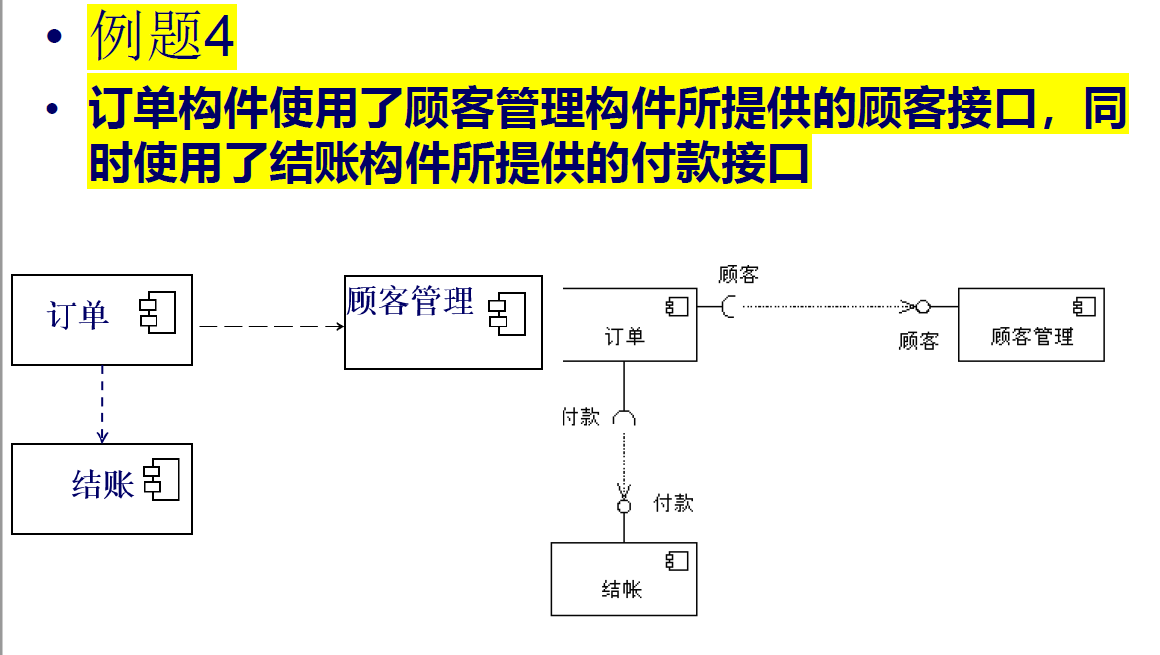 例题4
订单构件使用了顾客管理构件所提供的顾客接口，同
时使用了结账构件所提供的付款接口
订单
顾客管理
结账
顾客
订单
顾客
顾客管理
付款
付款
结帐